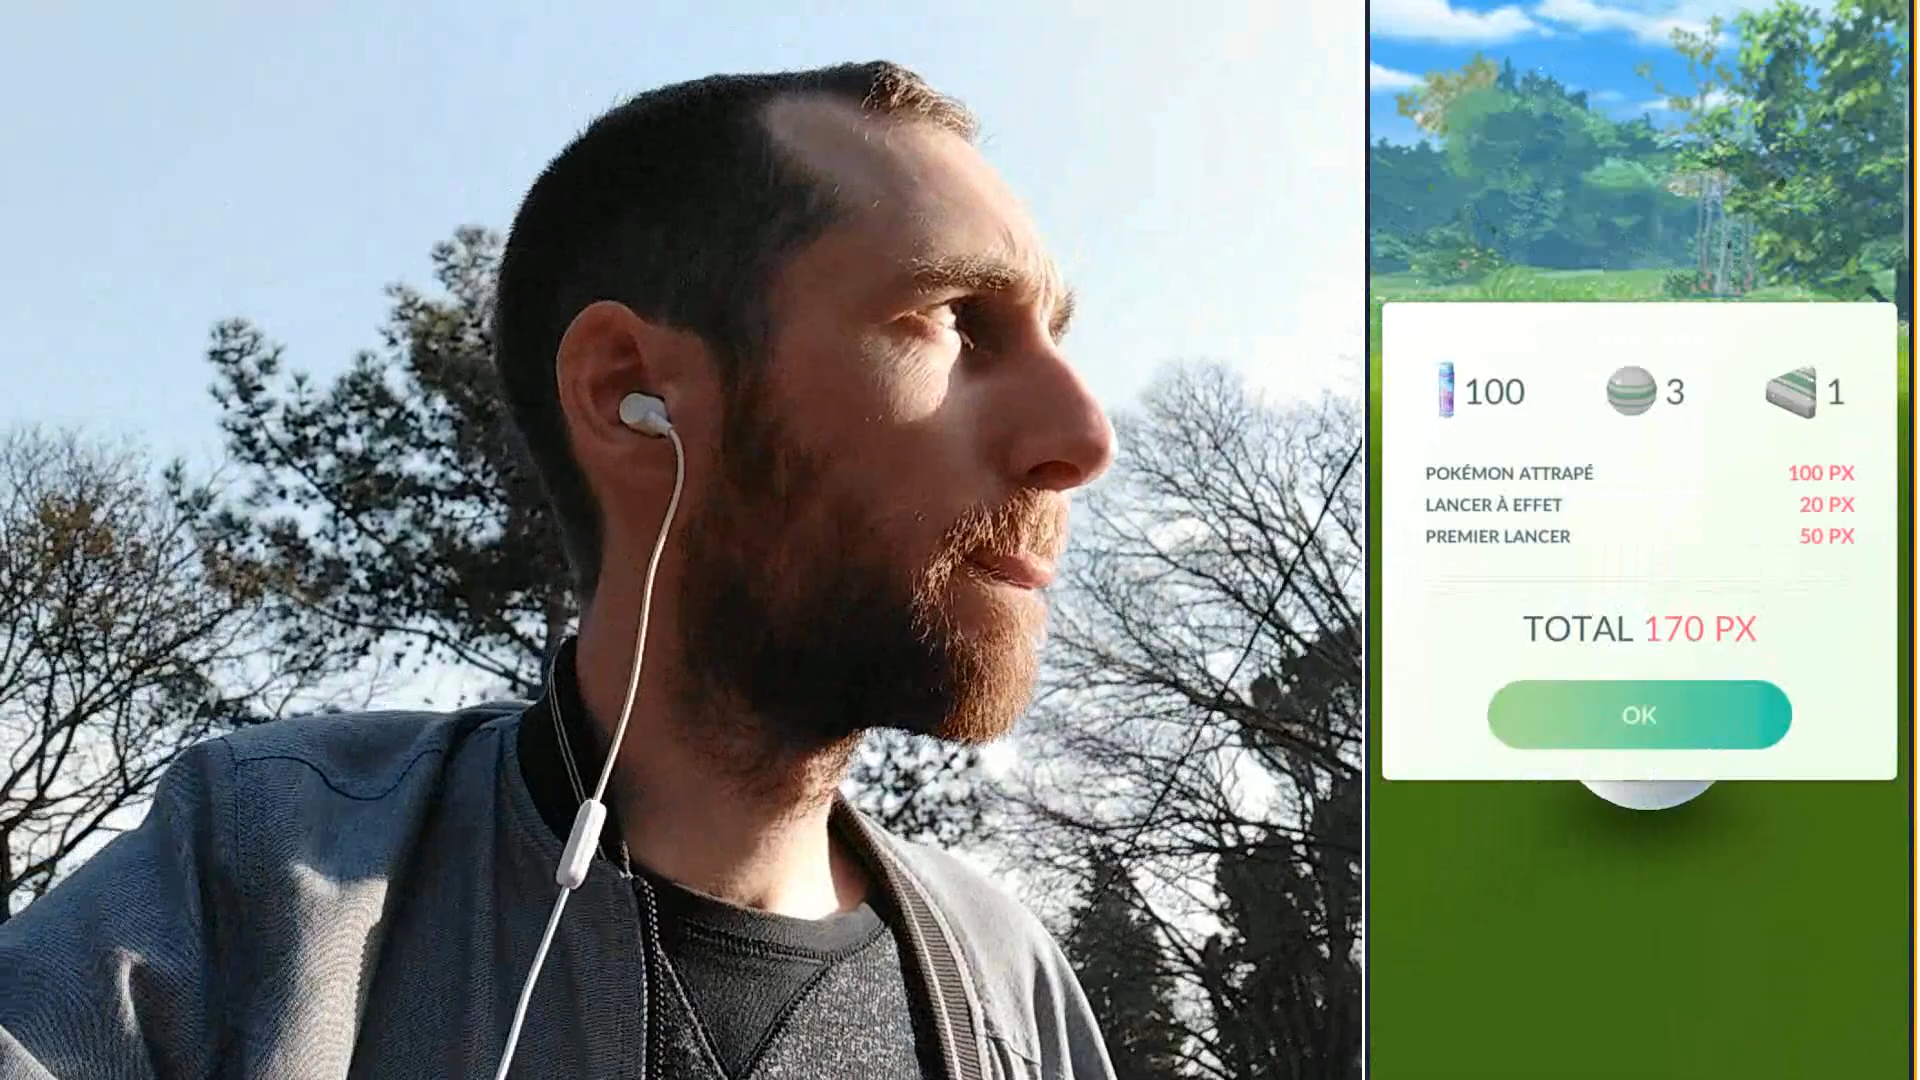 100 3 1
POKÉMON ATTRAPÉ 100 PX
LANCER À EFFET 20 PX
PREMIER LANCER 50 PX
TOTAL 170 PX
OK